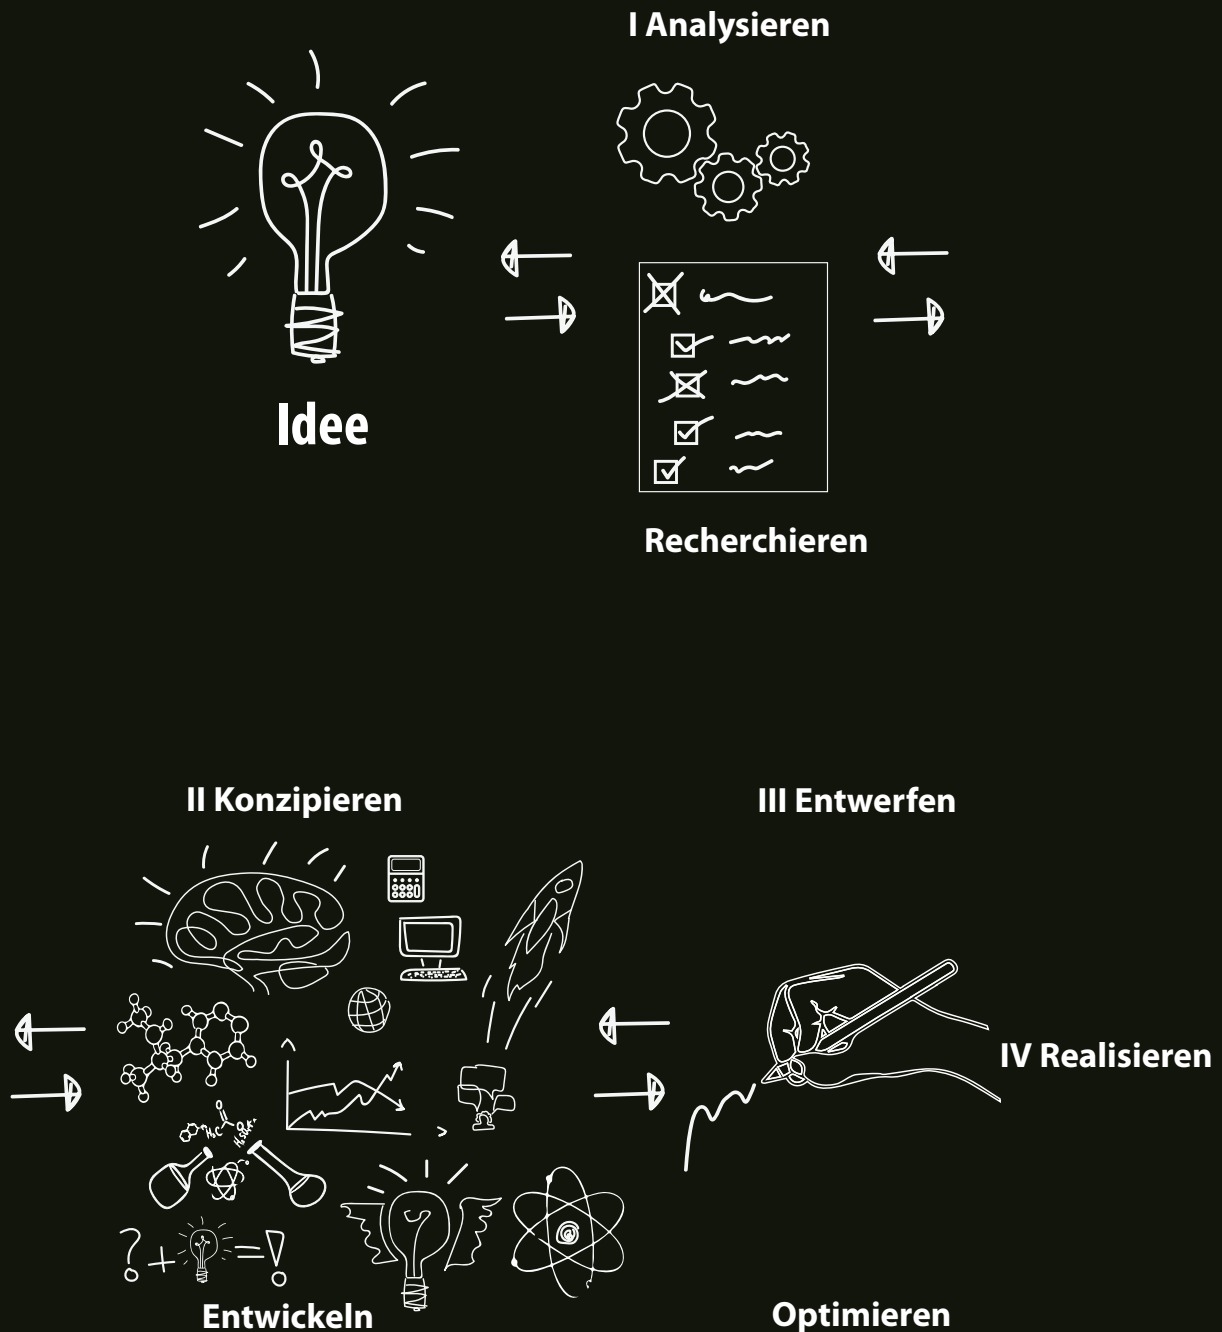 I Analysieren
Idee
Recherchieren
II Konzipieren
III Entwerfen
IV Realisieren
? + = !
Entwickeln
Optimieren